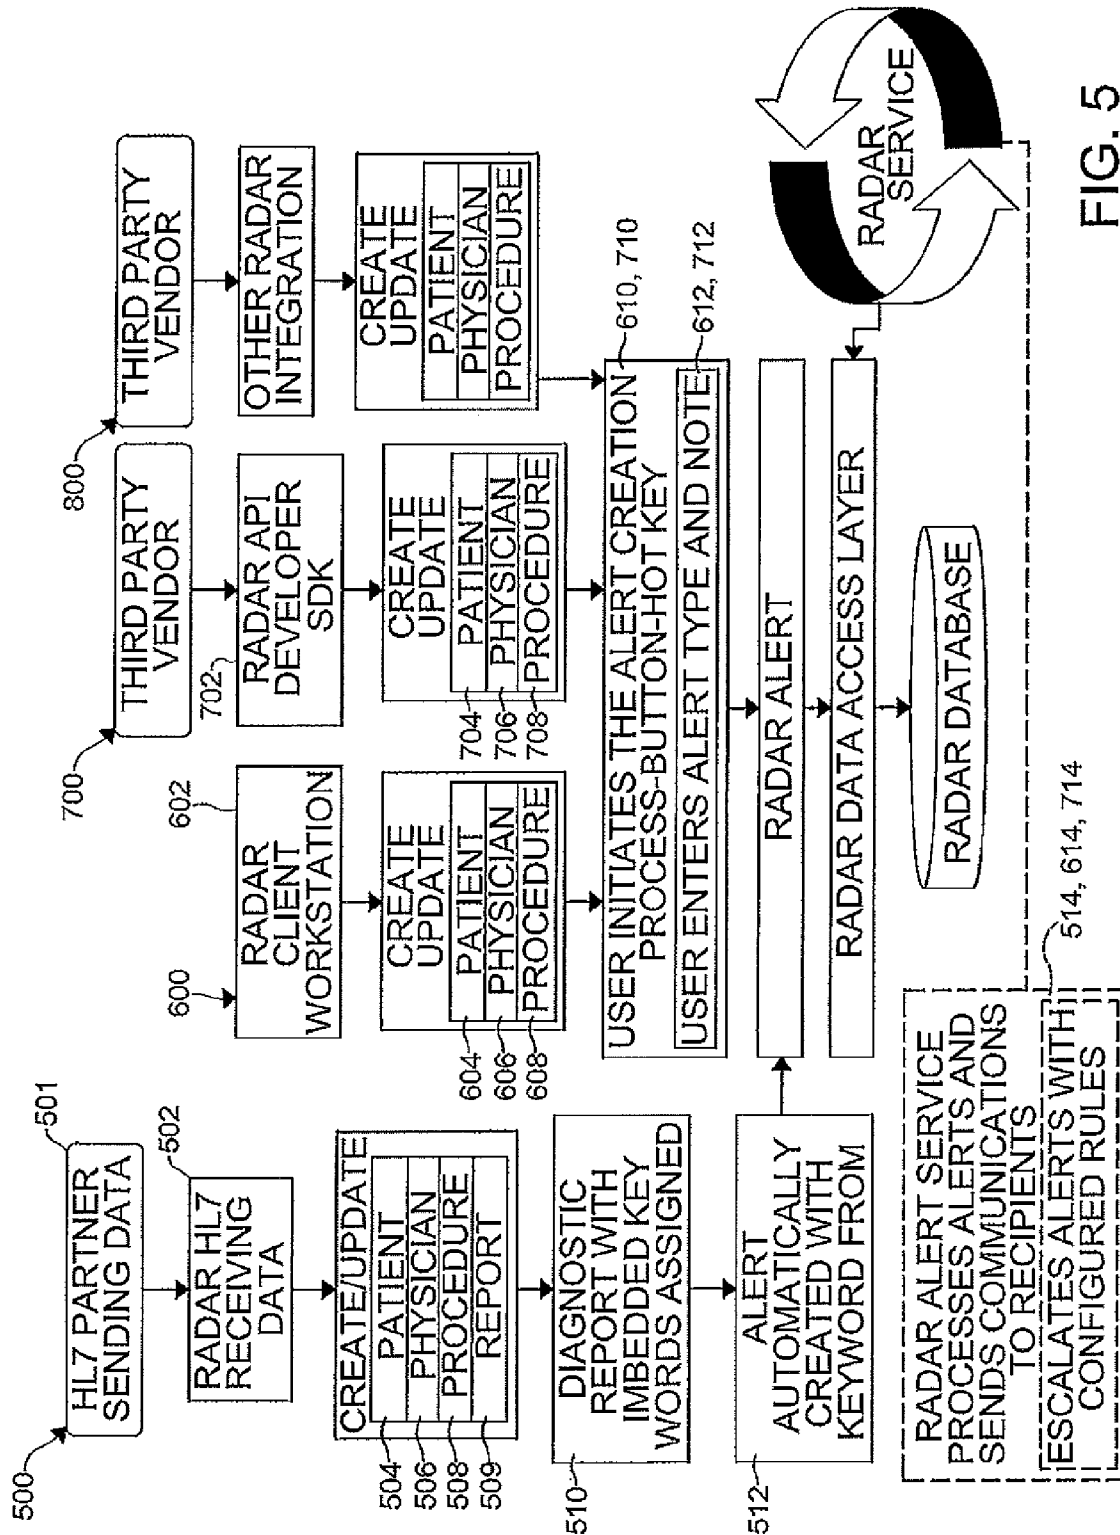 500
HL7 PARTNER
SENDING DATA
501
RADAR HL7
RECEIVING
DATA
502
CREATE/UPDATE
PATIENT
PHYSICIAN
PROCEDURE
REPORT
504
506
508
509
DIAGNOSTIC
REPORT WITH
IMBEDDED KEY
WORDS ASSIGNED
510
ALERT
AUTOMATICALLY
CREATED WITH
KEYWORD FROM
512
600
RADAR
CLIENT
WORKSTATION
602
CREATE
UPDATE
PATIENT
PHYSICIAN
PROCEDURE
604
606
608
700
THIRD PARTY
VENDOR
702
RADAR API
DEVELOPER
SDK
CREATE
UPDATE
PATIENT
PHYSICIAN
PROCEDURE
704
706
708
800
THIRD PARTY
VENDOR
OTHER RADAR
INTEGRATION
CREATE
UPDATE
PATIENT
PHYSICIAN
PROCEDURE
USER INITIATES THE ALERT CREATION
PROCESS-BUTTON-HOT KEY
610, 710
USER ENTERS ALERT TYPE AND NOTE
612, 712
RADAR ALERT
RADAR DATA ACCESS LAYER
RADAR DATABASE
RADAR
SERVICE
RADAR ALERT SERVICE
PROCESSES ALERTS AND
SENDS COMMUNICATIONS
TO RECIPIENTS
ESCALATES ALERTS WITH
CONFIGURED RULES
514, 614, 714
FIG. 5